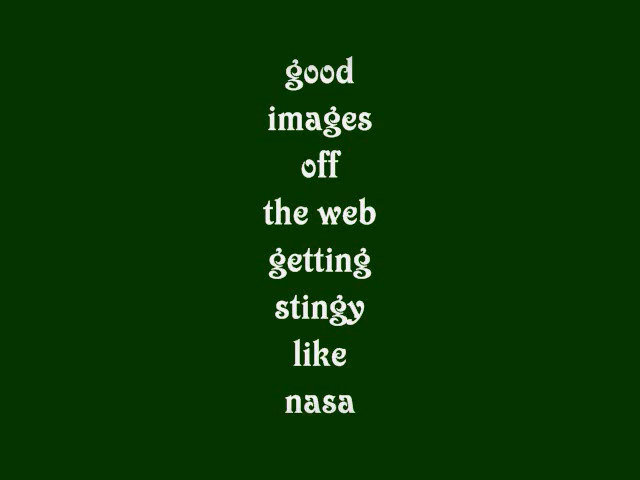 good
images
off
the web
getting
stingy
like
nasa